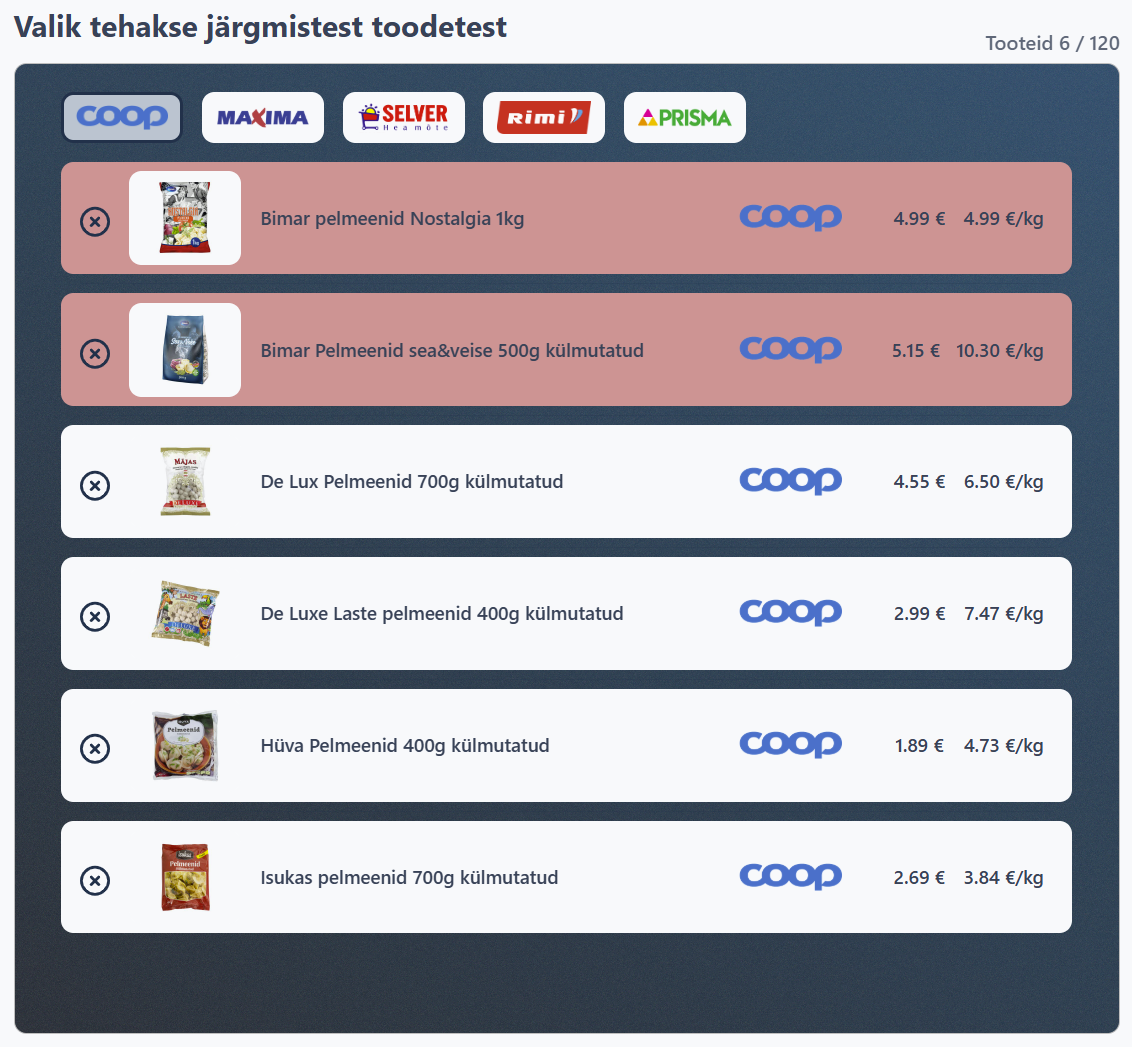 Valik tehakse järgmistest toodetest
Tooteid 6 / 120
coop MAXIMA SELVER Heamõte Rimi PRISMA
Bimar pelmeenid Nostalgia 1kg coop 4.99 € 4.99 €/kg
Bimar Pelmeenid sea&veise 500g külmutatud coop 5.15 € 10.30 €/kg
MĀJAS
De Lux Pelmeenid 700g külmutatud coop 4.55 € 6.50 €/kg
LASTE
De Luxe Laste pelmeenid 400g külmutatud coop 2.99 € 7.47 €/kg
Pelmeenid
Hüva Pelmeenid 400g külmutatud coop 1.89 € 4.73 €/kg
Pelmeenid
Isukas pelmeenid 700g külmutatud coop 2.69 € 3.84 €/kg